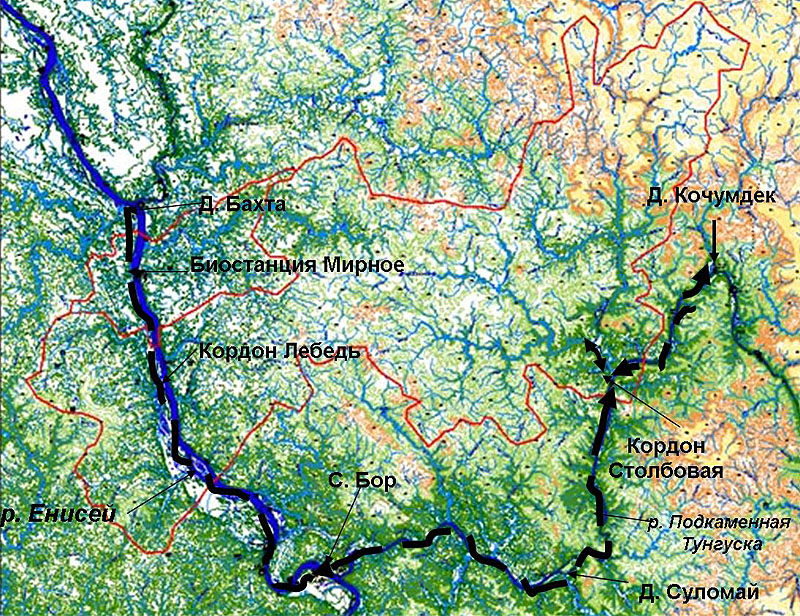 Д. Кочумдек
Д. Бахта
Биостанция Мирное
Кордон Лебедь
Кордон
Столбовая
С. Бор
р. Енисей
р. Подкаменная
Тунгуска
Д. Суломай